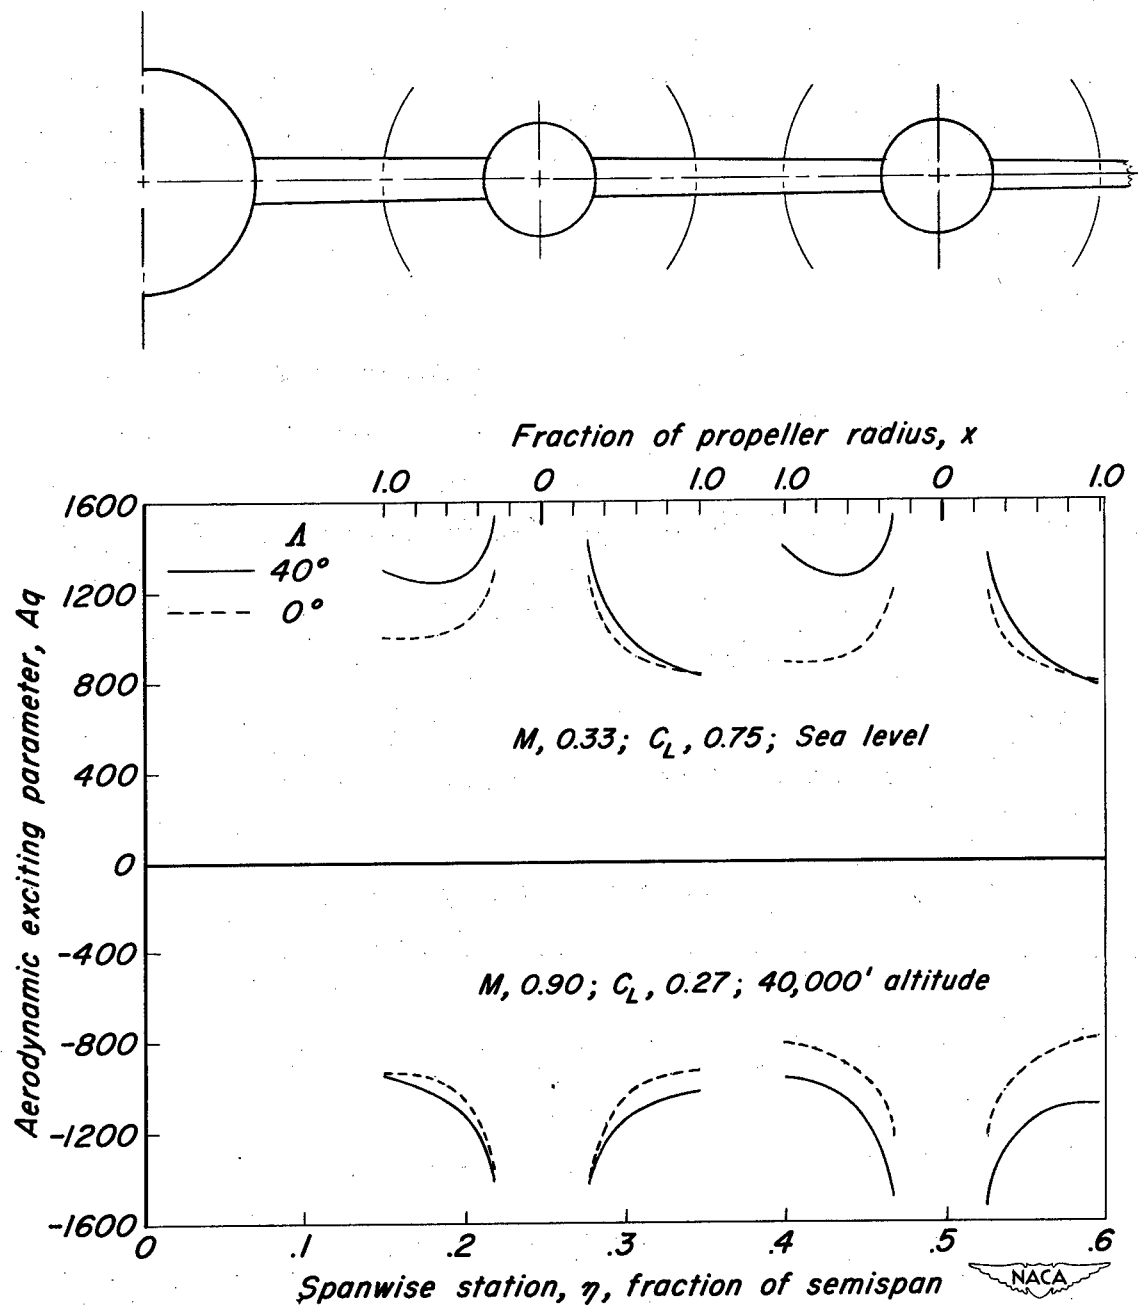 Fraction of propeller radius, x
1.0 0 1.0 1.0 0 1.0
Λ
40°
0°
1600
1200
800
400
0
-400
-800
-1200
-1600
Aerodynamic exciting parameter, Aq
M, 0.33; CL, 0.75; Sea level
M, 0.90; CL, 0.27; 40,000' altitude
0 .1 .2 .3 .4 .5 .6
Spanwise station, η, fraction of semispan
NACA